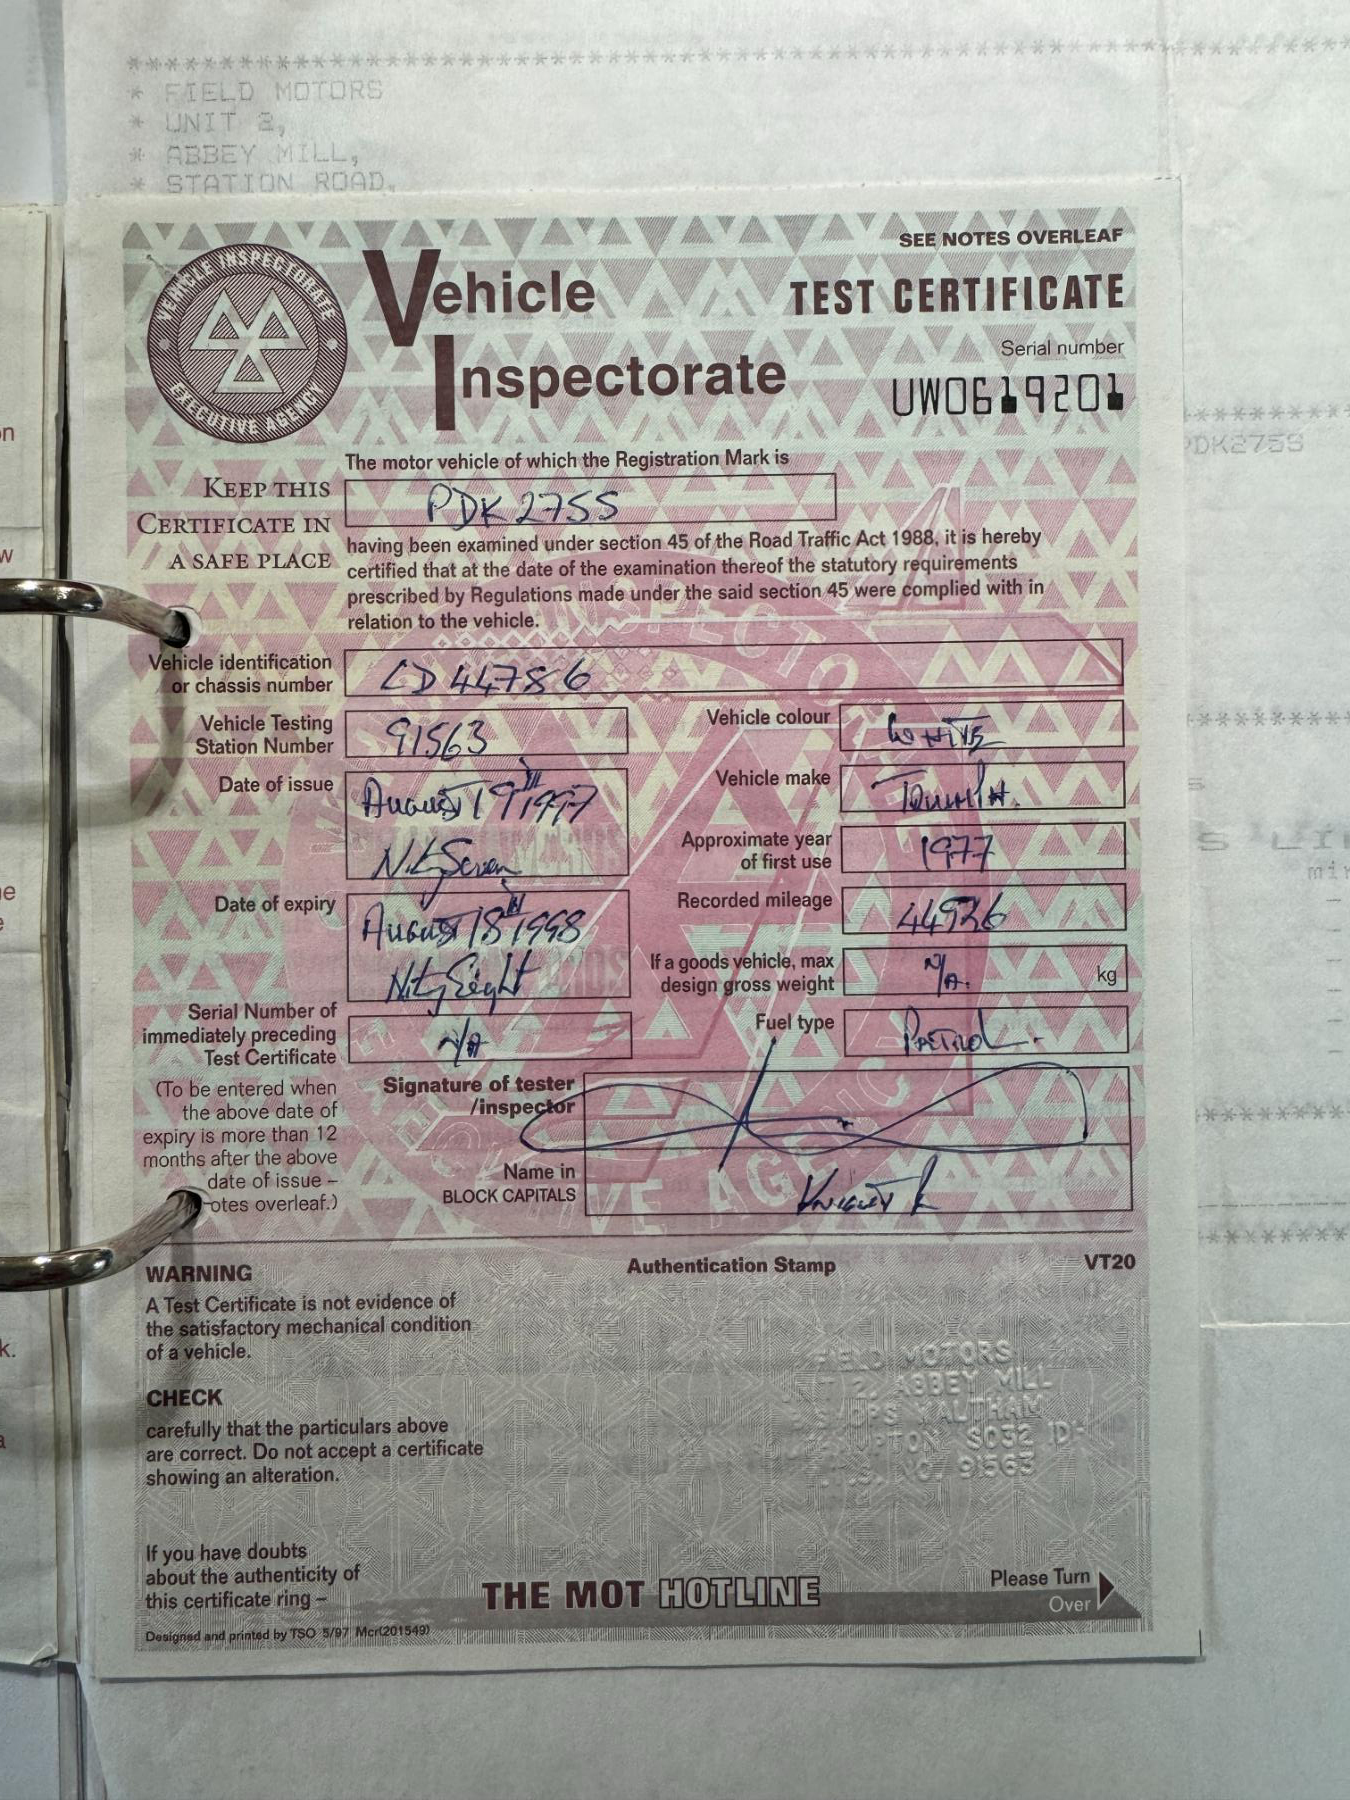 * FIELD MOTORS
* UNIT 2,
* ABBEY MILL,
* STATION ROAD,
PDK275S
VEHICLE INSPECTORATE
EXECUTIVE AGENCY
Vehicle
Inspectorate
SEE NOTES OVERLEAF
TEST CERTIFICATE
Serial number
UW0619201
KEEP THIS
CERTIFICATE IN
A SAFE PLACE
The motor vehicle of which the Registration Mark is
PDK275S
having been examined under section 45 of the Road Traffic Act 1988, it is hereby
certified that at the date of the examination thereof the statutory requirements
prescribed by Regulations made under the said section 45 were complied with in
relation to the vehicle.
Vehicle identification
or chassis number
CD44786
Vehicle Testing
Station Number
91563
Vehicle colour
WHITE
Date of issue
August 19th 1997
Ninty Seven
Vehicle make
Triumph.
Approximate year
of first use
1977
Date of expiry
August 18th 1998
Ninty Eight
Recorded mileage
If a goods vehicle, max
design gross weight
N/A.
kg
Serial Number of
immediately preceding
Test Certificate
N/A
Fuel type
Petrol.
(To be entered when
the above date of
expiry is more than 12
months after the above
date of issue –
otes overleaf.)
Signature of tester
/inspector
Name in
BLOCK CAPITALS
KNIGHT R
WARNING
Authentication Stamp
VT20
A Test Certificate is not evidence of
the satisfactory mechanical condition
of a vehicle.
CHECK
carefully that the particulars above
are correct. Do not accept a certificate
showing an alteration.
FIELD MOTORS
T 2, ABBEY MILL
WALTHAM
SO32
NO. 91563
If you have doubts
about the authenticity of
this certificate ring –
THE MOT HOTLINE
Please Turn
Over
Designed and printed by TSO 5/97 Mcr(201549)